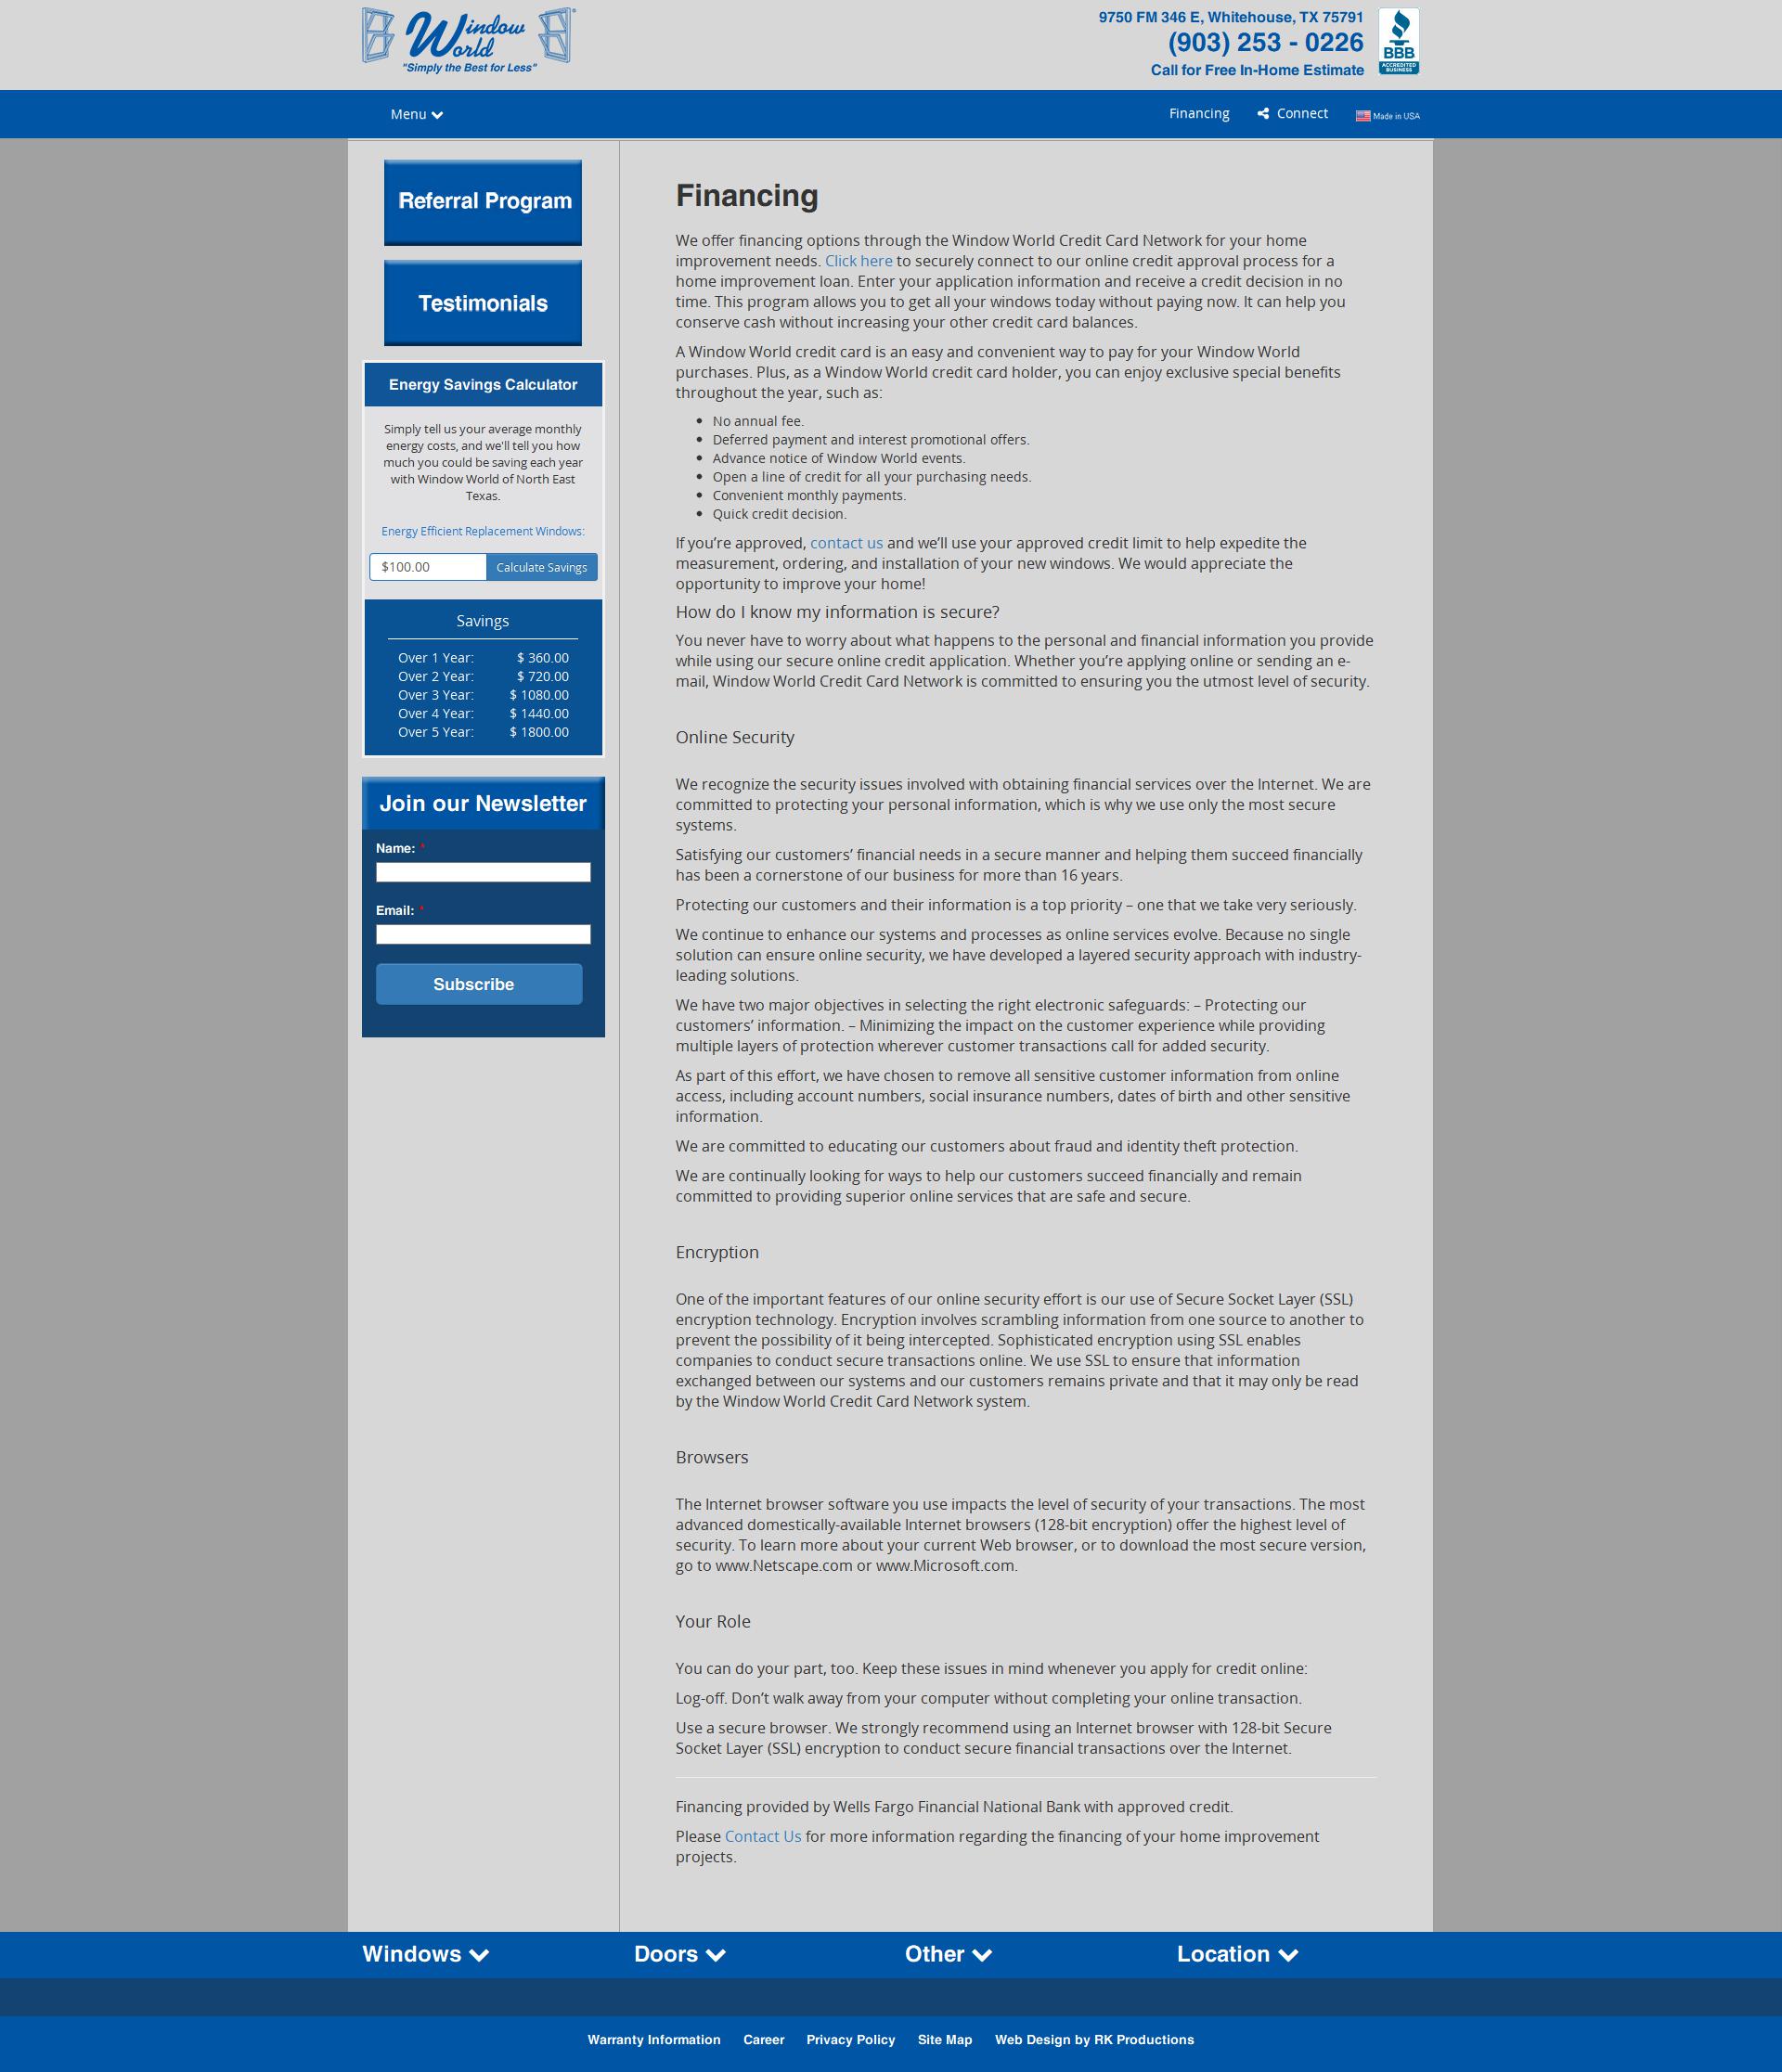 Window World
"Simply the Best for Less"
9750 FM 346 E, Whitehouse, TX 75791
(903) 253 - 0226
Call for Free In-Home Estimate
BBB
ACCREDITED BUSINESS
Menu
Financing
Connect
Made in USA
Referral Program
Testimonials
Energy Savings Calculator
Simply tell us your average monthly
energy costs, and we'll tell you how
much you could be saving each year
with Window World of North East
Texas.
Energy Efficient Replacement Windows:
$100.00 Calculate Savings
Savings
Over 1 Year: $ 360.00
Over 2 Year: $ 720.00
Over 3 Year: $ 1080.00
Over 4 Year: $ 1440.00
Over 5 Year: $ 1800.00
Join our Newsletter
Name: *
Email: *
Subscribe
Financing
We offer financing options through the Window World Credit Card Network for your home
improvement needs. Click here to securely connect to our online credit approval process for a
home improvement loan. Enter your application information and receive a credit decision in no
time. This program allows you to get all your windows today without paying now. It can help you
conserve cash without increasing your other credit card balances.
A Window World credit card is an easy and convenient way to pay for your Window World
purchases. Plus, as a Window World credit card holder, you can enjoy exclusive special benefits
throughout the year, such as:
• No annual fee.
• Deferred payment and interest promotional offers.
• Advance notice of Window World events.
• Open a line of credit for all your purchasing needs.
• Convenient monthly payments.
• Quick credit decision.
If you’re approved, contact us and we’ll use your approved credit limit to help expedite the
measurement, ordering, and installation of your new windows. We would appreciate the
opportunity to improve your home!
How do I know my information is secure?
You never have to worry about what happens to the personal and financial information you provide
while using our secure online credit application. Whether you’re applying online or sending an e-
mail, Window World Credit Card Network is committed to ensuring you the utmost level of security.
Online Security
We recognize the security issues involved with obtaining financial services over the Internet. We are
committed to protecting your personal information, which is why we use only the most secure
systems.
Satisfying our customers’ financial needs in a secure manner and helping them succeed financially
has been a cornerstone of our business for more than 16 years.
Protecting our customers and their information is a top priority – one that we take very seriously.
We continue to enhance our systems and processes as online services evolve. Because no single
solution can ensure online security, we have developed a layered security approach with industry-
leading solutions.
We have two major objectives in selecting the right electronic safeguards: – Protecting our
customers’ information. – Minimizing the impact on the customer experience while providing
multiple layers of protection wherever customer transactions call for added security.
As part of this effort, we have chosen to remove all sensitive customer information from online
access, including account numbers, social insurance numbers, dates of birth and other sensitive
information.
We are committed to educating our customers about fraud and identity theft protection.
We are continually looking for ways to help our customers succeed financially and remain
committed to providing superior online services that are safe and secure.
Encryption
One of the important features of our online security effort is our use of Secure Socket Layer (SSL)
encryption technology. Encryption involves scrambling information from one source to another to
prevent the possibility of it being intercepted. Sophisticated encryption using SSL enables
companies to conduct secure transactions online. We use SSL to ensure that information
exchanged between our systems and our customers remains private and that it may only be read
by the Window World Credit Card Network system.
Browsers
The Internet browser software you use impacts the level of security of your transactions. The most
advanced domestically-available Internet browsers (128-bit encryption) offer the highest level of
security. To learn more about your current Web browser, or to download the most secure version,
go to www.Netscape.com or www.Microsoft.com.
Your Role
You can do your part, too. Keep these issues in mind whenever you apply for credit online:
Log-off. Don’t walk away from your computer without completing your online transaction.
Use a secure browser. We strongly recommend using an Internet browser with 128-bit Secure
Socket Layer (SSL) encryption to conduct secure financial transactions over the Internet.
Financing provided by Wells Fargo Financial National Bank with approved credit.
Please Contact Us for more information regarding the financing of your home improvement
projects.
Windows Doors Other Location
Warranty Information Career Privacy Policy Site Map Web Design by RK Productions